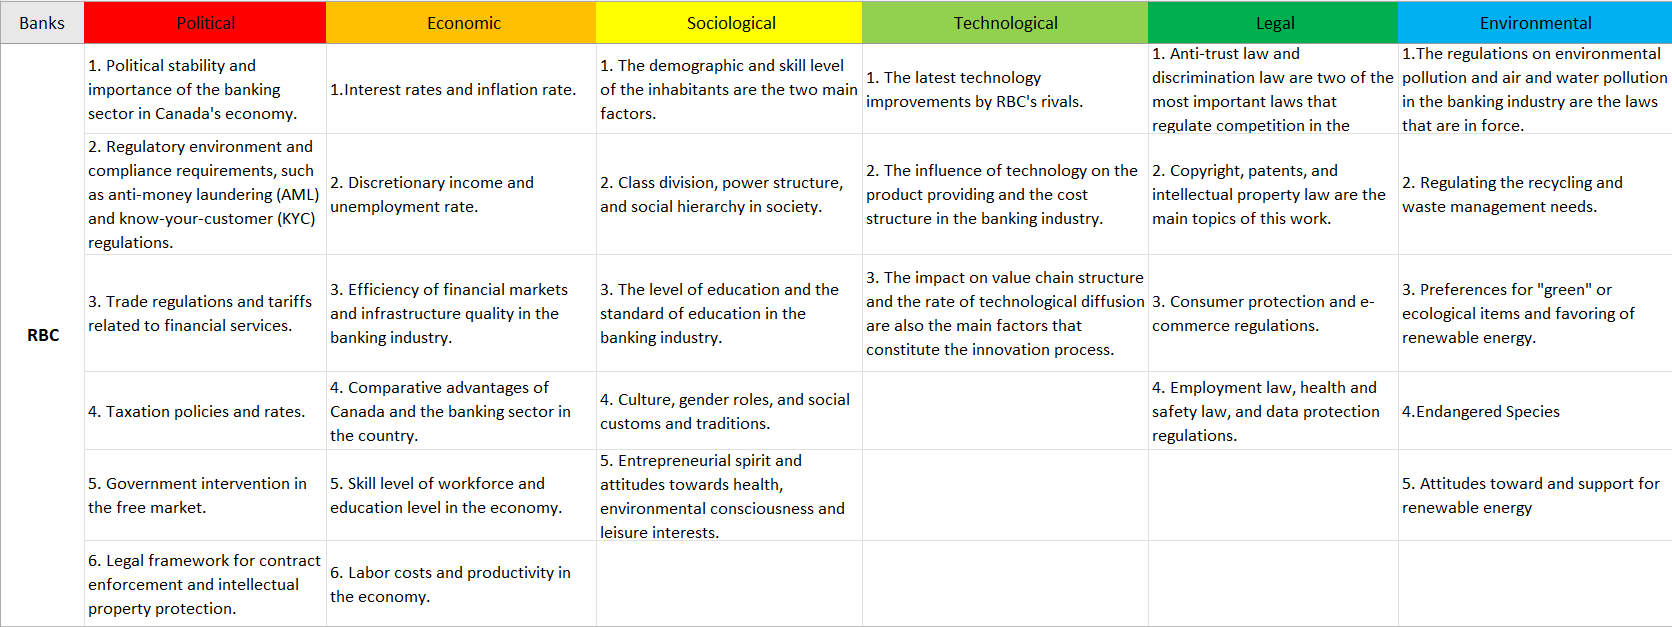 Banks
Political
Economic
Sociological
Technological
Legal
Environmental
RBC
1. Political stability and
importance of the banking
sector in Canada's economy.
1.Interest rates and inflation rate.
1. The demographic and skill level
of the inhabitants are the two main
factors.
1. The latest technology
improvements by RBC's rivals.
1. Anti-trust law and
discrimination law are two of the
most important laws that
regulate competition in the
1.The regulations on environmental
pollution and air and water pollution
in the banking industry are the laws
that are in force.
2. Regulatory environment and
compliance requirements, such
as anti-money laundering (AML)
and know-your-customer (KYC)
regulations.
2. Discretionary income and
unemployment rate.
2. Class division, power structure,
and social hierarchy in society.
2. The influence of technology on the
product providing and the cost
structure in the banking industry.
2. Copyright, patents, and
intellectual property law are the
main topics of this work.
2. Regulating the recycling and
waste management needs.
3. Trade regulations and tariffs
related to financial services.
3. Efficiency of financial markets
and infrastructure quality in the
banking industry.
3. The level of education and the
standard of education in the
banking industry.
3. The impact on value chain structure
and the rate of technological diffusion
are also the main factors that
constitute the innovation process.
3. Consumer protection and e-
commerce regulations.
3. Preferences for "green" or
ecological items and favoring of
renewable energy.
4. Taxation policies and rates.
4. Comparative advantages of
Canada and the banking sector in
the country.
4. Culture, gender roles, and social
customs and traditions.
4. Employment law, health and
safety law, and data protection
regulations.
4.Endangered Species
5. Government intervention in
the free market.
5. Skill level of workforce and
education level in the economy.
5. Entrepreneurial spirit and
attitudes towards health,
environmental consciousness and
leisure interests.
5. Attitudes toward and support for
renewable energy
6. Legal framework for contract
enforcement and intellectual
property protection.
6. Labor costs and productivity in
the economy.